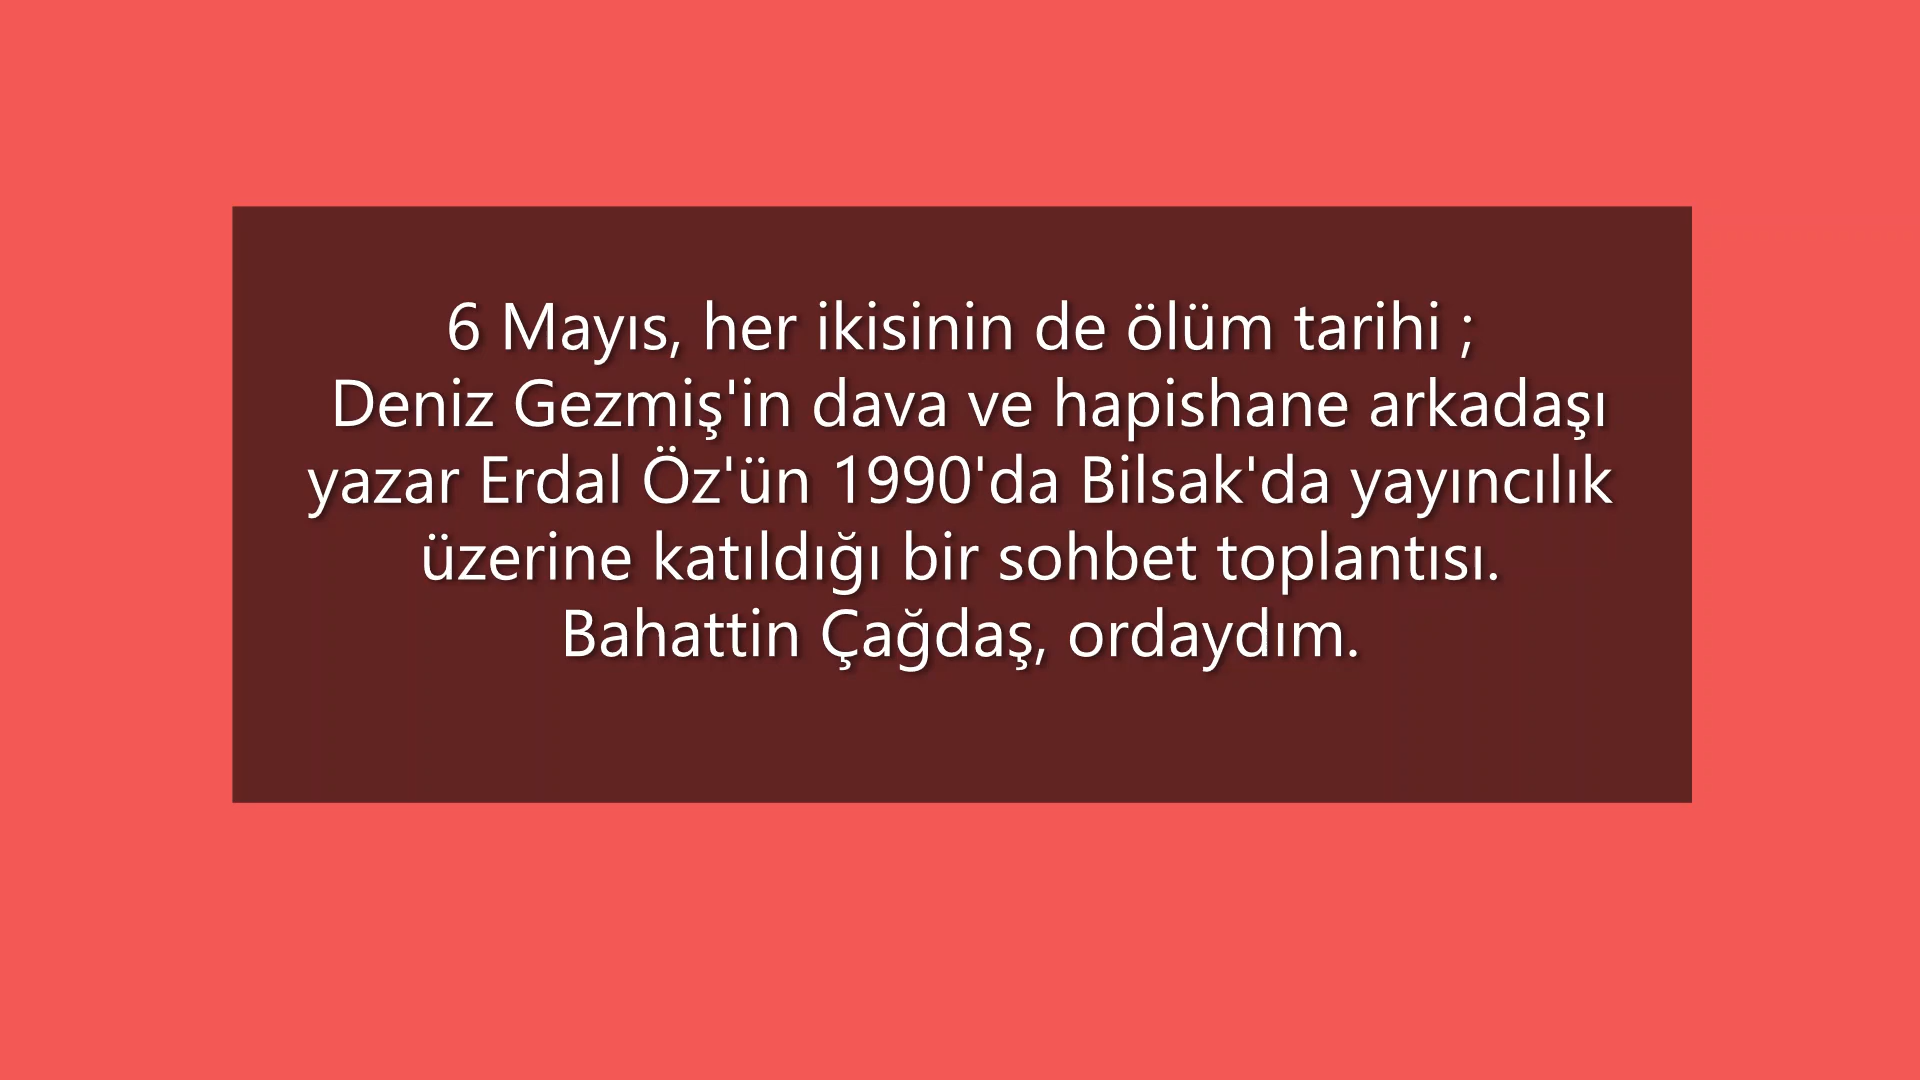 6 Mayıs, her ikisinin de ölüm tarihi ;
Deniz Gezmiş'in dava ve hapishane arkadaşı
yazar Erdal Öz'ün 1990'da Bilsak'da yayıncılık
üzerine katıldığı bir sohbet toplantısı.
Bahattin Çağdaş, ordaydım.